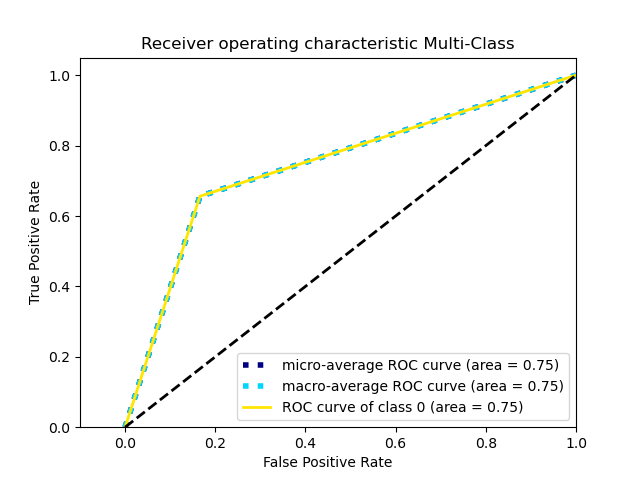 Receiver operating characteristic Multi-Class
1.0
0.8
0.6
0.4
0.2
0.0
True Positive Rate
micro-average ROC curve (area = 0.75)
macro-average ROC curve (area = 0.75)
ROC curve of class 0 (area = 0.75)
0.0 0.2 0.4 0.6 0.8 1.0
False Positive Rate